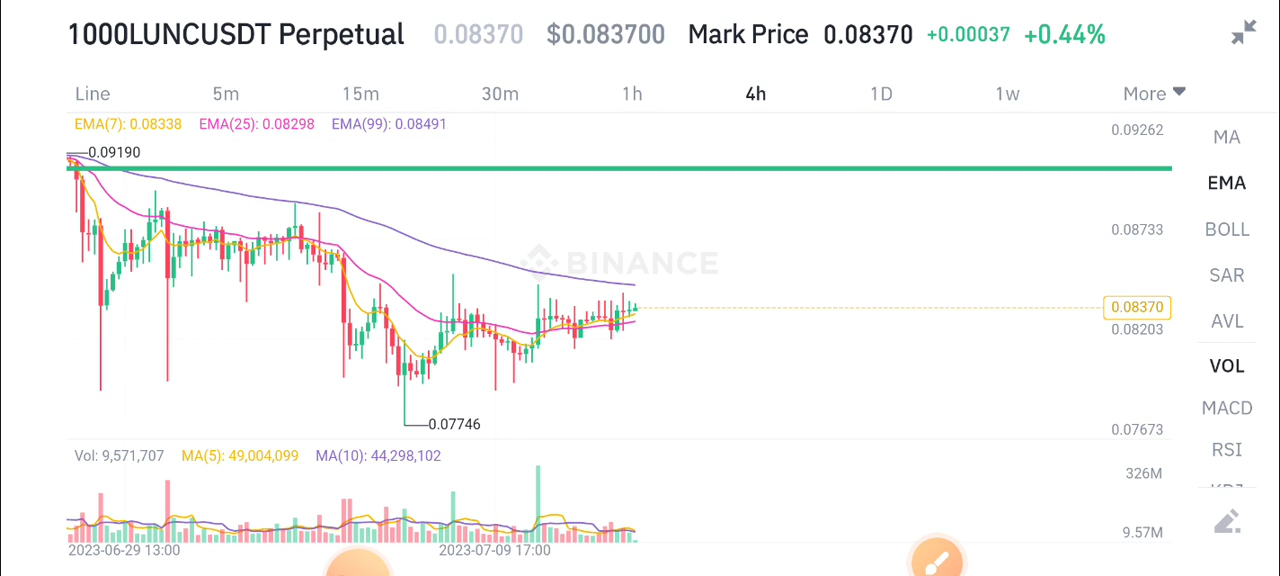 1000LUNCUSDT Perpetual 0.08370 $0.083700 Mark Price 0.08370 +0.00037 +0.44%
Line 5m 15m 30m 1h 4h 1D 1w More
EMA(7): 0.08338 EMA(25): 0.08298 EMA(99): 0.08491
0.09262
MA
0.09190
EMA
0.08733
BOLL
BINANCE
SAR
0.08370
AVL
0.08203
VOL
MACD
0.07746
0.07673
RSI
Vol: 9,571,707 MA(5): 49,004,099 MA(10): 44,298,102
326M
9.57M
2023-06-29 13:00 2023-07-09 17:00